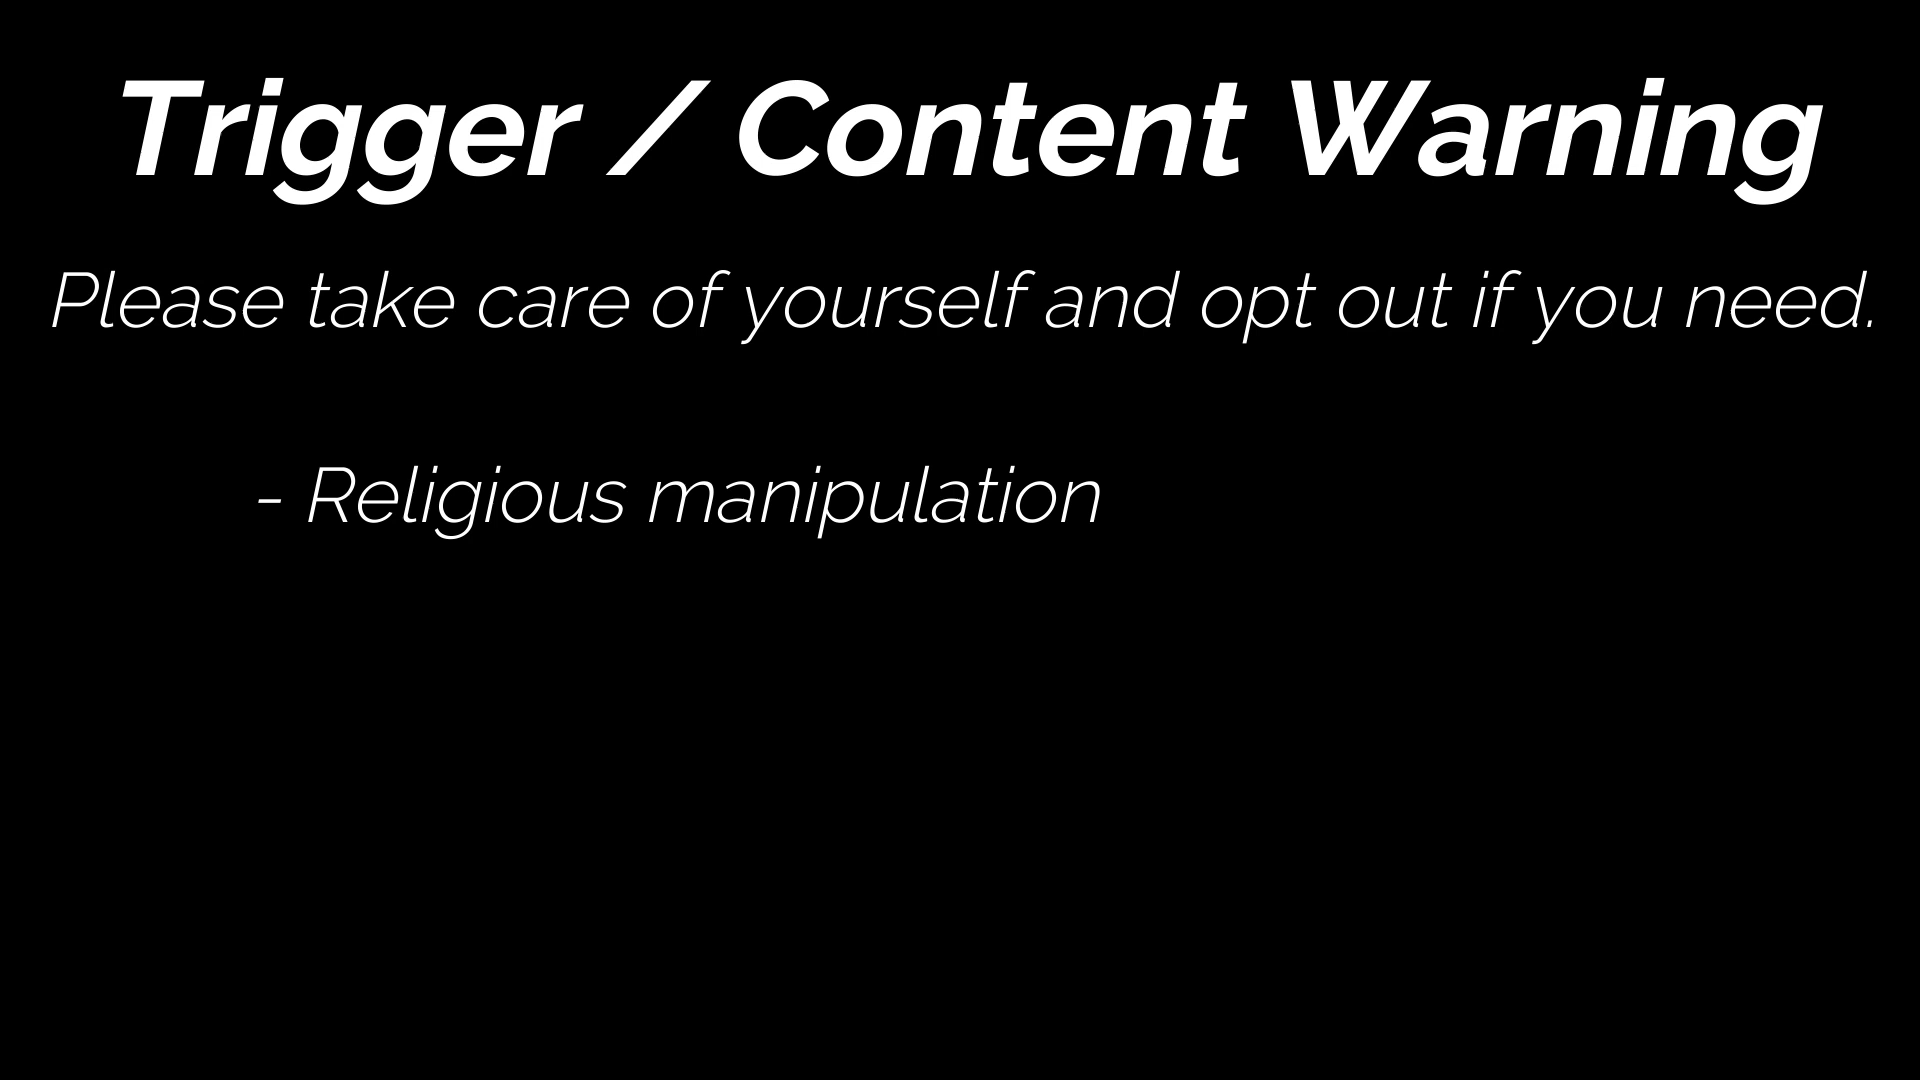 Trigger / Content Warning
Please take care of yourself and opt out if you need.
- Religious manipulation